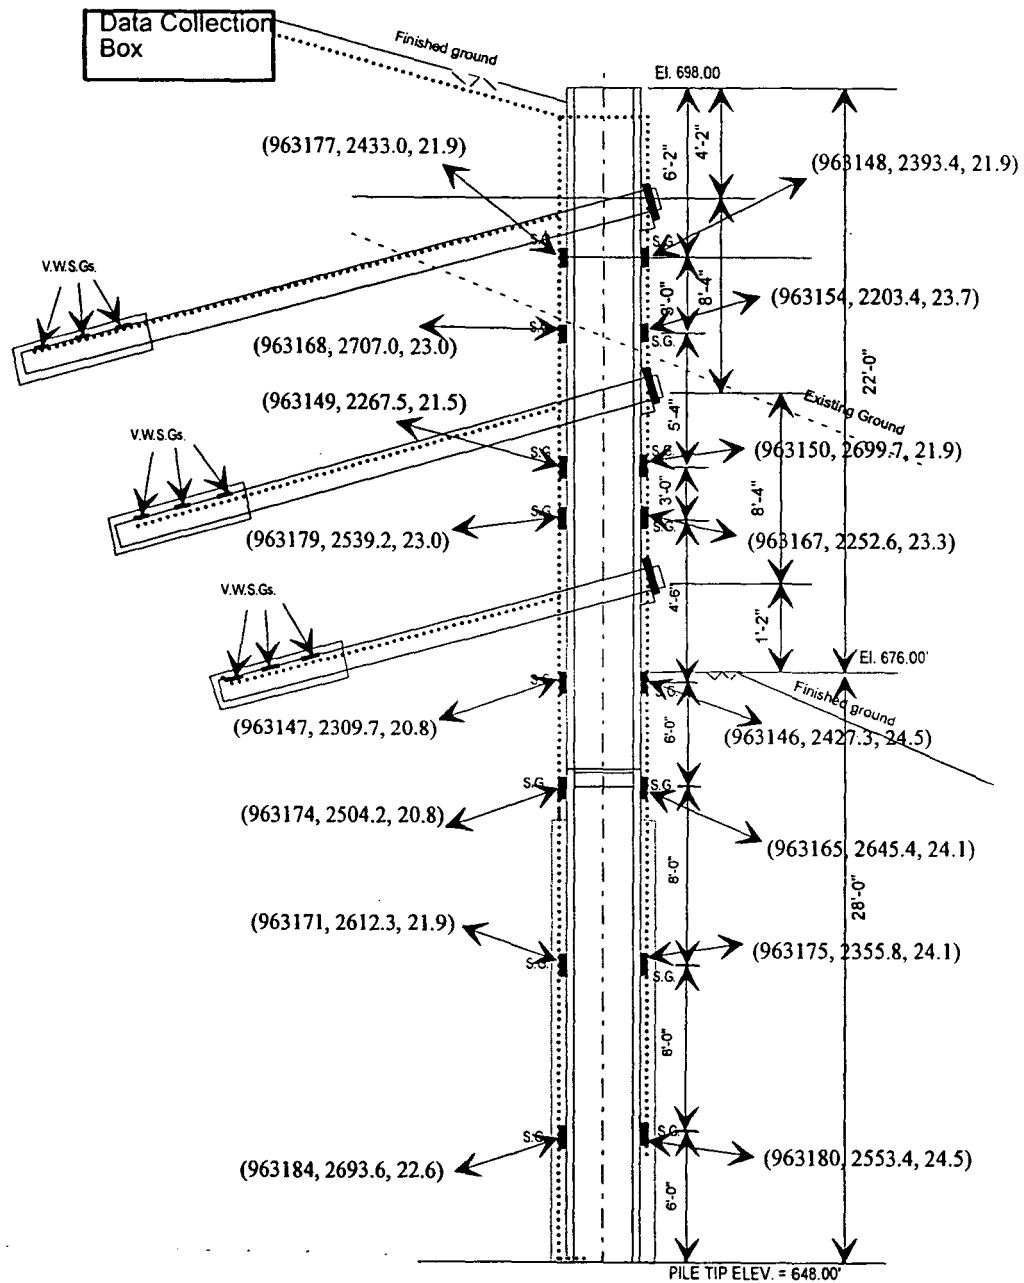 Data Collection
Box
Finished ground
El. 698.00
(963177, 2433.0, 21.9)
6'-2"
4'-2"
(963148, 2393.4, 21.9)
S.G.
S.G.
V.W.S.Gs.
8'-4"
(963154, 2203.4, 23.7)
(963168, 2707.0, 23.0)
S.G.
22'-0"
(963149, 2267.5, 21.5)
5'-4"
Existing Ground
V.W.S.Gs.
S.G.
S.G.
(963150, 2699.7, 21.9)
3'-0"
8'-4"
(963179, 2539.2, 23.0)
S.G.
S.G.
(963167, 2252.6, 23.3)
V.W.S.Gs.
4'-6"
1'-2"
El. 676.00'
S.G.
Finished ground
(963147, 2309.7, 20.8)
6'-0"
(963146, 2427.3, 24.5)
S.G.
S.G.
(963174, 2504.2, 20.8)
(963165, 2645.4, 24.1)
8'-0"
28'-0"
(963171, 2612.3, 21.9)
(963175, 2355.8, 24.1)
S.G.
S.G.
8'-0"
S.G.
S.G.
(963184, 2693.6, 22.6)
(963180, 2553.4, 24.5)
6'-0"
PILE TIP ELEV. = 648.00'